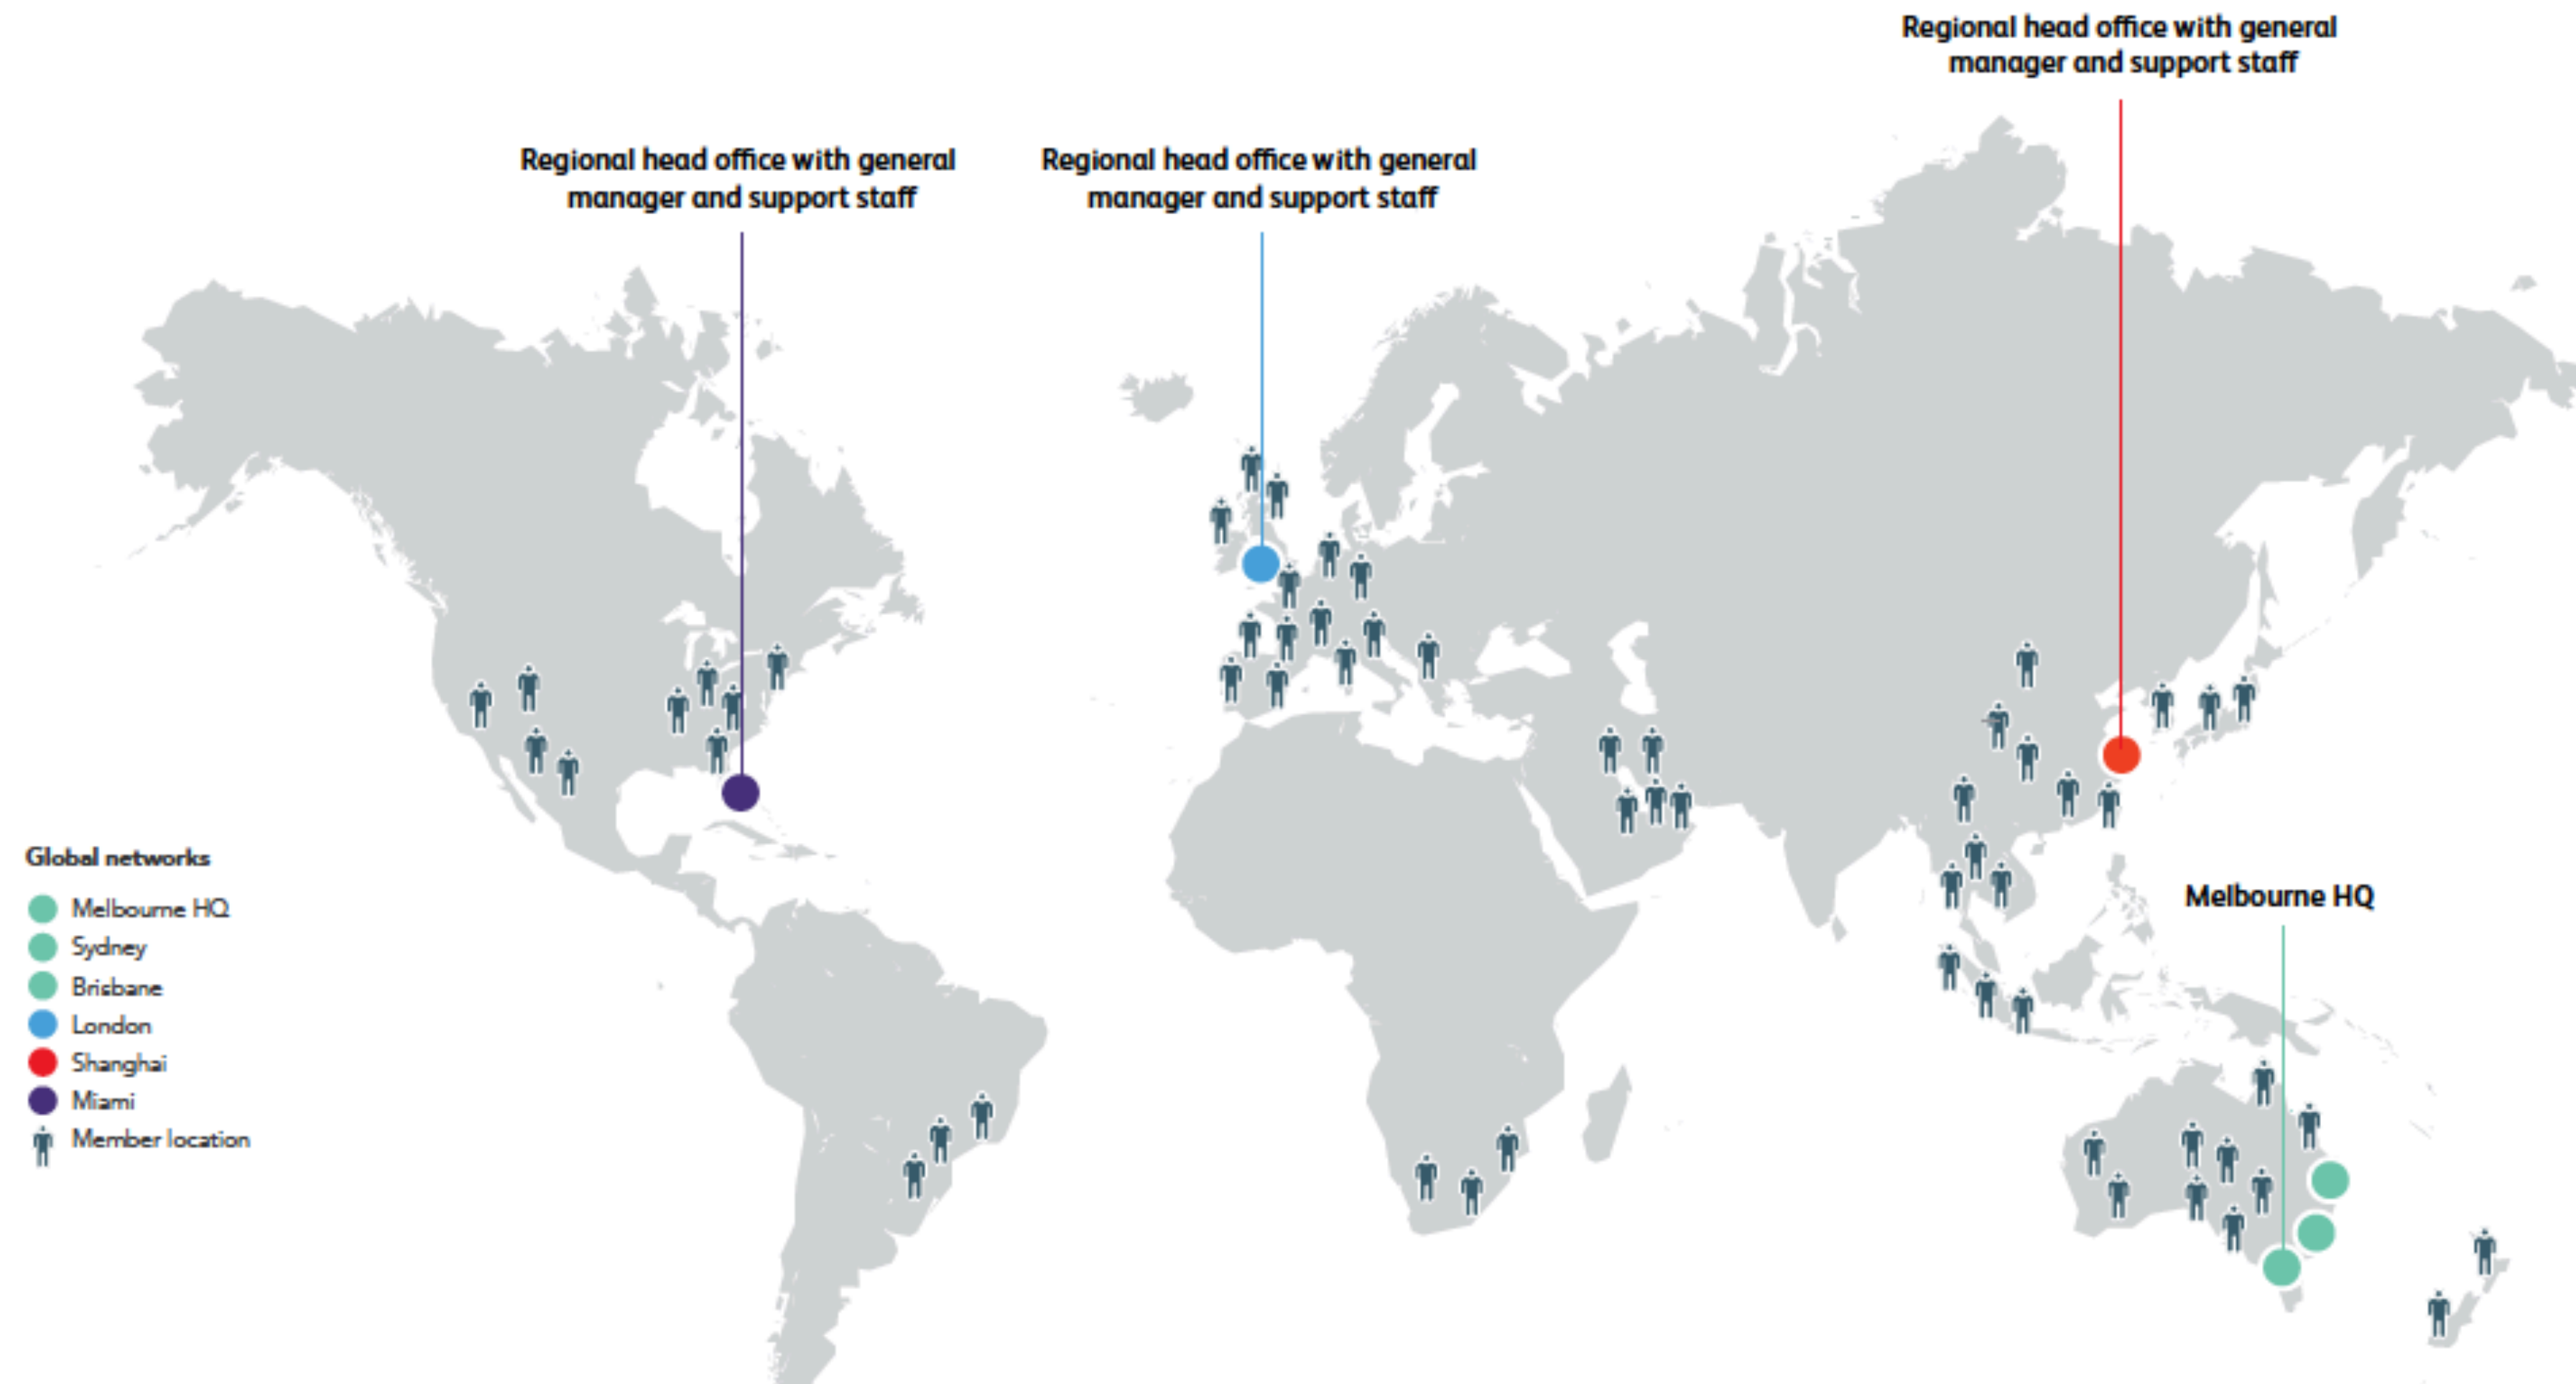 Regional head office with general
manager and support staff
Regional head office with general
manager and support staff
Regional head office with general
manager and support staff
Melbourne HQ
Global networks
Melbourne HQ
Sydney
Brisbane
London
Shanghai
Miami
Member location